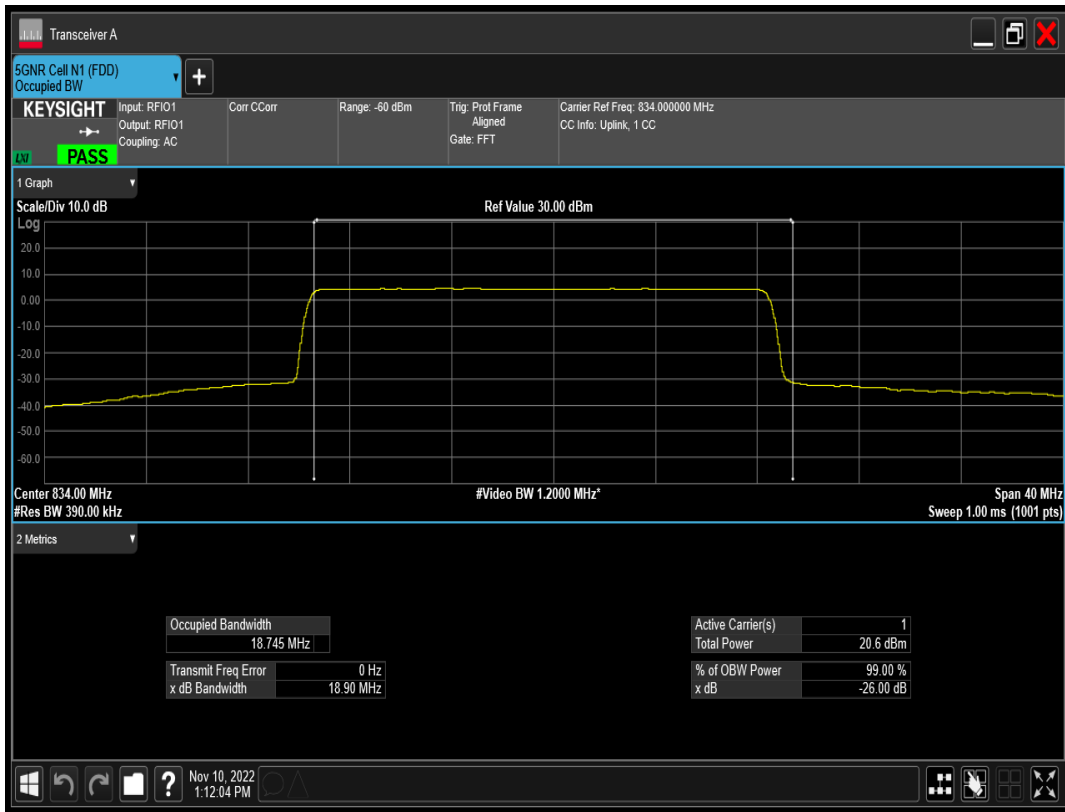 Transceiver A
5GNR Cell N1 (FDD)
Occupied BW
+
KEYSIGHT
LXI
PASS
Input: RFIO1
Output: RFIO1
Coupling: AC
Corr CCorr
Range: -60 dBm
Trig: Prot Frame
Aligned
Gate: FFT
Carrier Ref Freq: 834.000000 MHz
CC Info: Uplink, 1 CC
1 Graph
Scale/Div 10.0 dB
Ref Value 30.00 dBm
Log
20.0
10.0
0.00
-10.0
-20.0
-30.0
-40.0
-50.0
-60.0
Center 834.00 MHz
#Video BW 1.2000 MHz*
Span 40 MHz
#Res BW 390.00 kHz
Sweep 1.00 ms (1001 pts)
2 Metrics
Occupied Bandwidth
18.745 MHz
Transmit Freq Error 0 Hz
x dB Bandwidth 18.90 MHz
Active Carrier(s) 1
Total Power 20.6 dBm
% of OBW Power 99.00 %
x dB -26.00 dB
?
Nov 10, 2022
1:12:04 PM